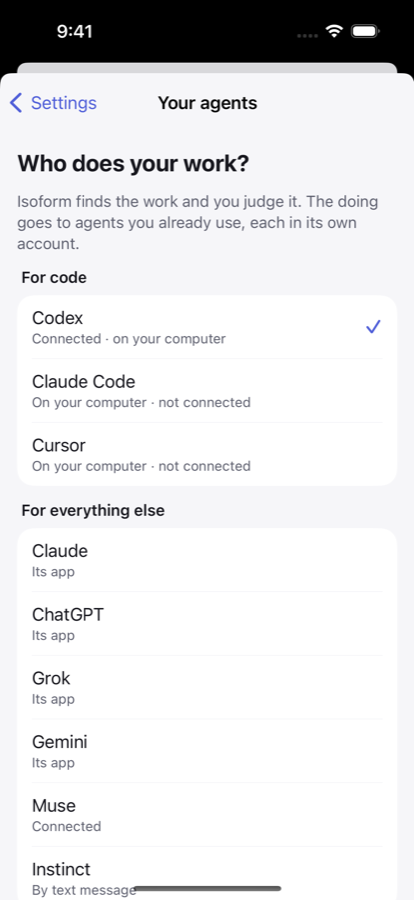 9:41
Settings
Your agents
Who does your work?
Isoform finds the work and you judge it. The doing
goes to agents you already use, each in its own
account.
For code
Codex
Connected · on your computer
Claude Code
On your computer · not connected
Cursor
On your computer · not connected
For everything else
Claude
Its app
ChatGPT
Its app
Grok
Its app
Gemini
Its app
Muse
Connected
Instinct
By text message